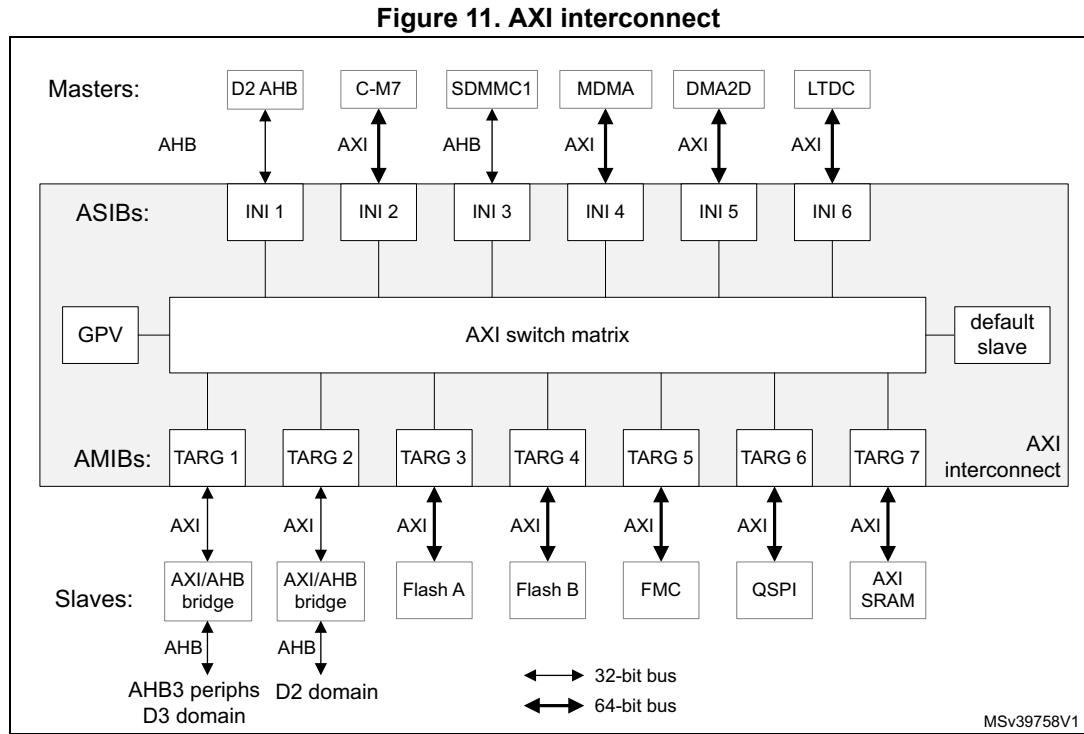 Figure 11. AXI interconnect
Masters:
D2 AHB
C-M7
SDMMC1
MDMA
DMA2D
LTDC
AHB
AXI
AHB
AXI
AXI
AXI
ASIBs:
INI 1
INI 2
INI 3
INI 4
INI 5
INI 6
GPV
AXI switch matrix
default
slave
AMIBs:
TARG 1
TARG 2
TARG 3
TARG 4
TARG 5
TARG 6
TARG 7
AXI
interconnect
AXI
AXI
AXI
AXI
AXI
AXI
AXI
Slaves:
AXI/AHB
bridge
AXI/AHB
bridge
Flash A
Flash B
FMC
QSPI
AXI
SRAM
AHB
AHB
AHB3 periphs
D3 domain
D2 domain
32-bit bus
64-bit bus
MSv39758V1